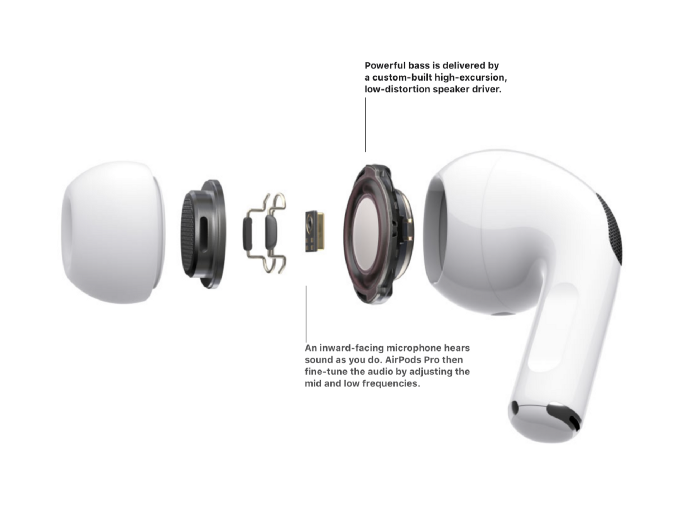 Powerful bass is delivered by
a custom-built high-excursion,
low-distortion speaker driver.
An inward-facing microphone hears
sound as you do. AirPods Pro then
fine-tune the audio by adjusting the
mid and low frequencies.